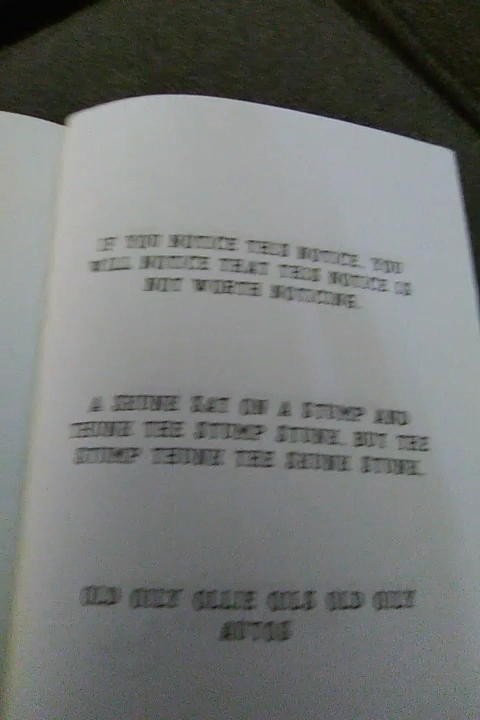 IF YOU NOTICE THIS NOTICE, YOU
WILL NOTICE THAT THIS NOTICE IS
NOT WORTH NOTICING.
A SKUNK SAT ON A STUMP AND
THUNK THE STUMP STUNK, BUT THE
STUMP THUNK THE SKUNK STUNK.
OLD OILY OLLIE OILS OLD OILY
AUTOS